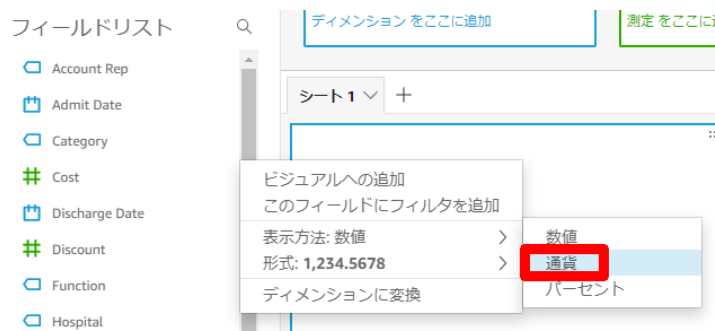 フィールドリスト
ディメンション をここに追加
測定 をここに
Account Rep
Admit Date
Category
Cost
Discharge Date
Discount
Function
Hospital
シート 1
ビジュアルへの追加
このフィールドにフィルタを追加
表示方法: 数値
形式: 1,234.5678
ディメンションに変換
数値
通貨
パーセント